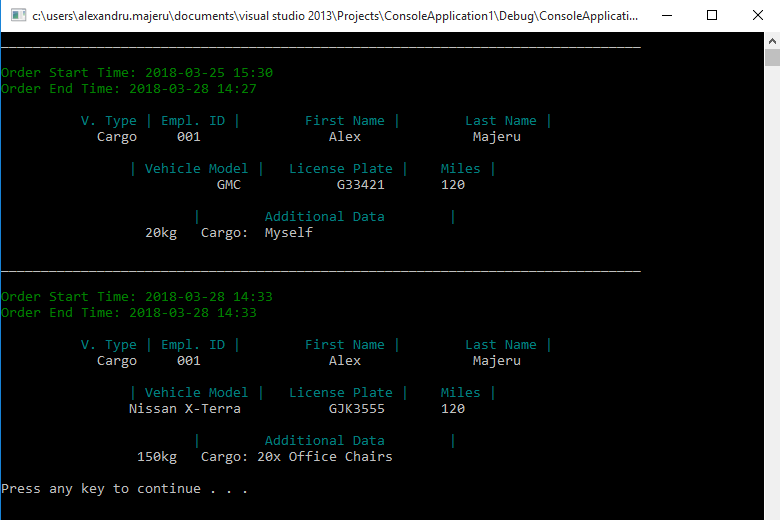 c:\users\alexandru.majeru\documents\visual studio 2013\Projects\ConsoleApplication1\Debug\ConsoleApplicati...
Order Start Time: 2018-03-25 15:30
Order End Time: 2018-03-28 14:27
V. Type | Empl. ID | First Name | Last Name |
Cargo 001 Alex Majeru
| Vehicle Model | License Plate | Miles |
GMC G33421 120
| Additional Data |
20kg Cargo: Myself
Order Start Time: 2018-03-28 14:33
Order End Time: 2018-03-28 14:33
V. Type | Empl. ID | First Name | Last Name |
Cargo 001 Alex Majeru
| Vehicle Model | License Plate | Miles |
Nissan X-Terra GJK3555 120
| Additional Data |
150kg Cargo: 20x Office Chairs
Press any key to continue . . .